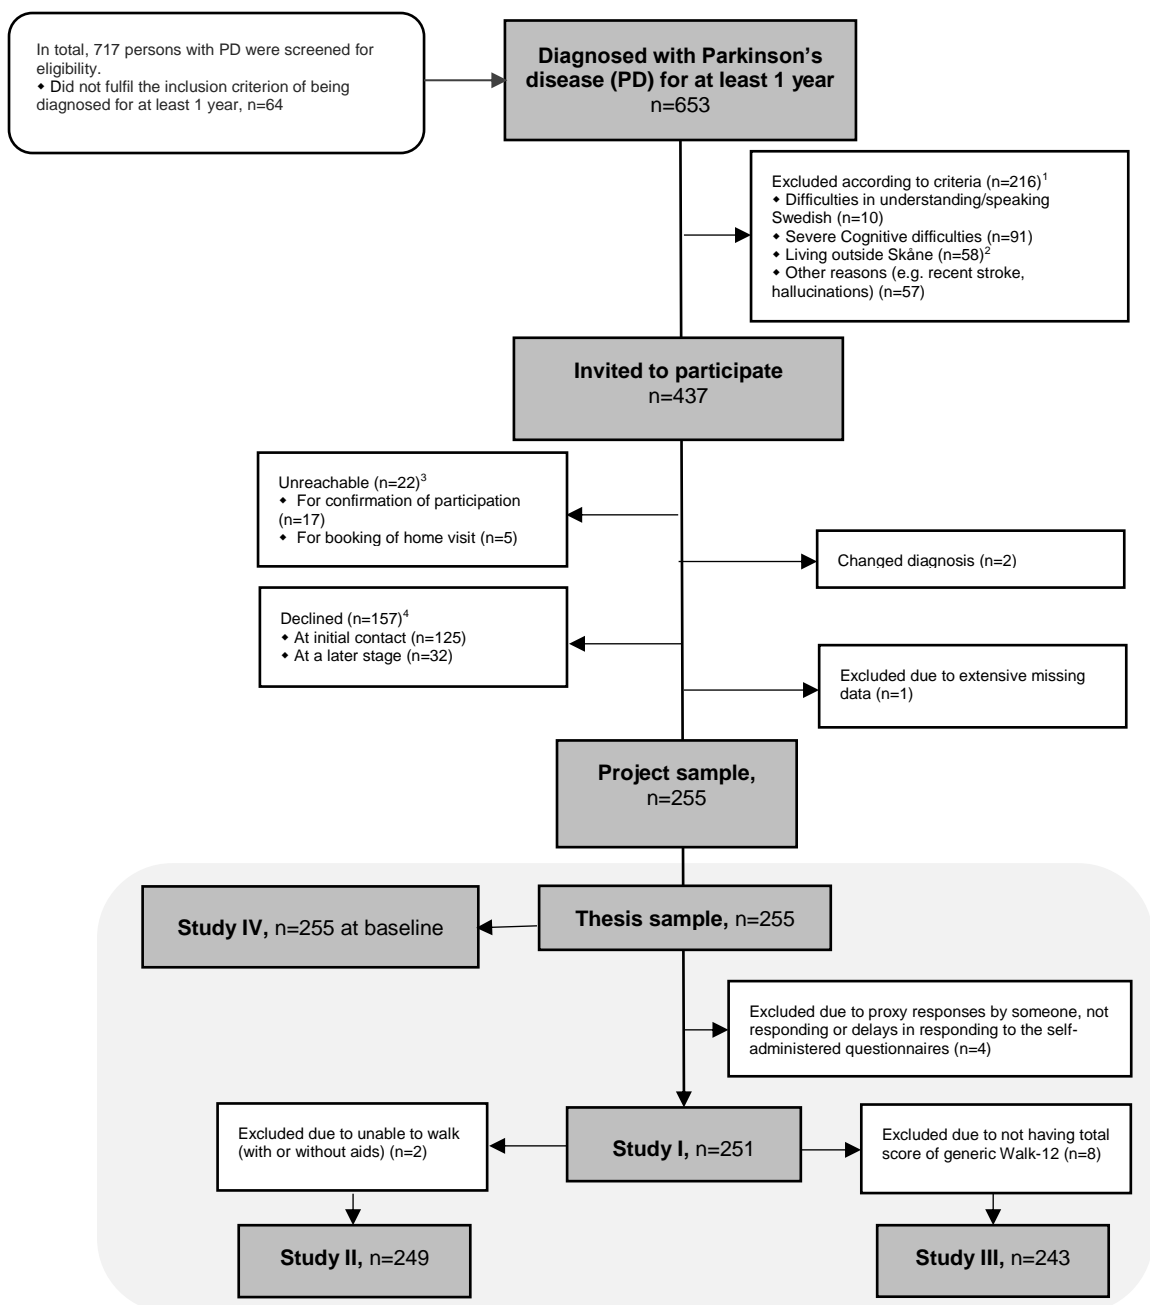 In total, 717 persons with PD were screened for
eligibility.
◆ Did not fulfil the inclusion criterion of being
diagnosed for at least 1 year, n=64
Diagnosed with Parkinson's
disease (PD) for at least 1 year
n=653
Excluded according to criteria (n=216)¹
◆ Difficulties in understanding/speaking
Swedish (n=10)
◆ Severe Cognitive difficulties (n=91)
◆ Living outside Skåne (n=58)²
◆ Other reasons (e.g. recent stroke,
hallucinations) (n=57)
Invited to participate
n=437
Unreachable (n=22)³
◆ For confirmation of participation
(n=17)
◆ For booking of home visit (n=5)
Changed diagnosis (n=2)
Declined (n=157)⁴
◆ At initial contact (n=125)
◆ At a later stage (n=32)
Excluded due to extensive missing
data (n=1)
Project sample,
n=255
Thesis sample, n=255
Study IV, n=255 at baseline
Excluded due to proxy responses by someone, not
responding or delays in responding to the self-
administered questionnaires (n=4)
Study I, n=251
Excluded due to unable to walk
(with or without aids) (n=2)
Excluded due to not having total
score of generic Walk-12 (n=8)
Study II, n=249
Study III, n=243